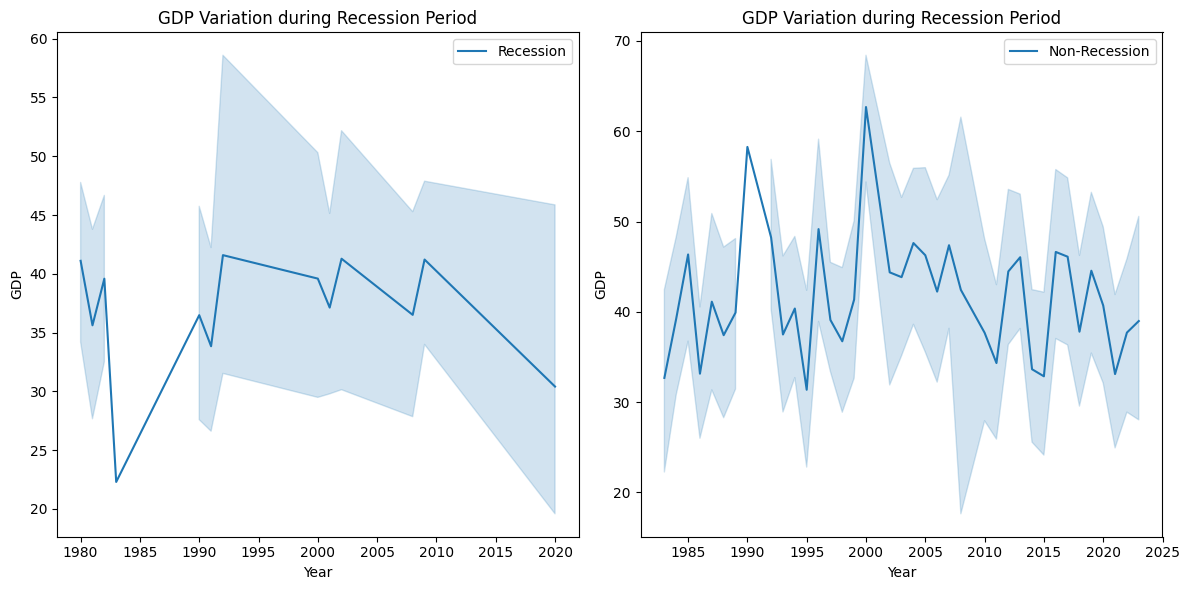 GDP Variation during Recession Period
Recession
60
55
50
45
40
35
30
25
20
GDP
1980 1985 1990 1995 2000 2005 2010 2015 2020
Year
GDP Variation during Recession Period
Non-Recession
70
60
50
40
30
20
GDP
1985 1990 1995 2000 2005 2010 2015 2020 2025
Year